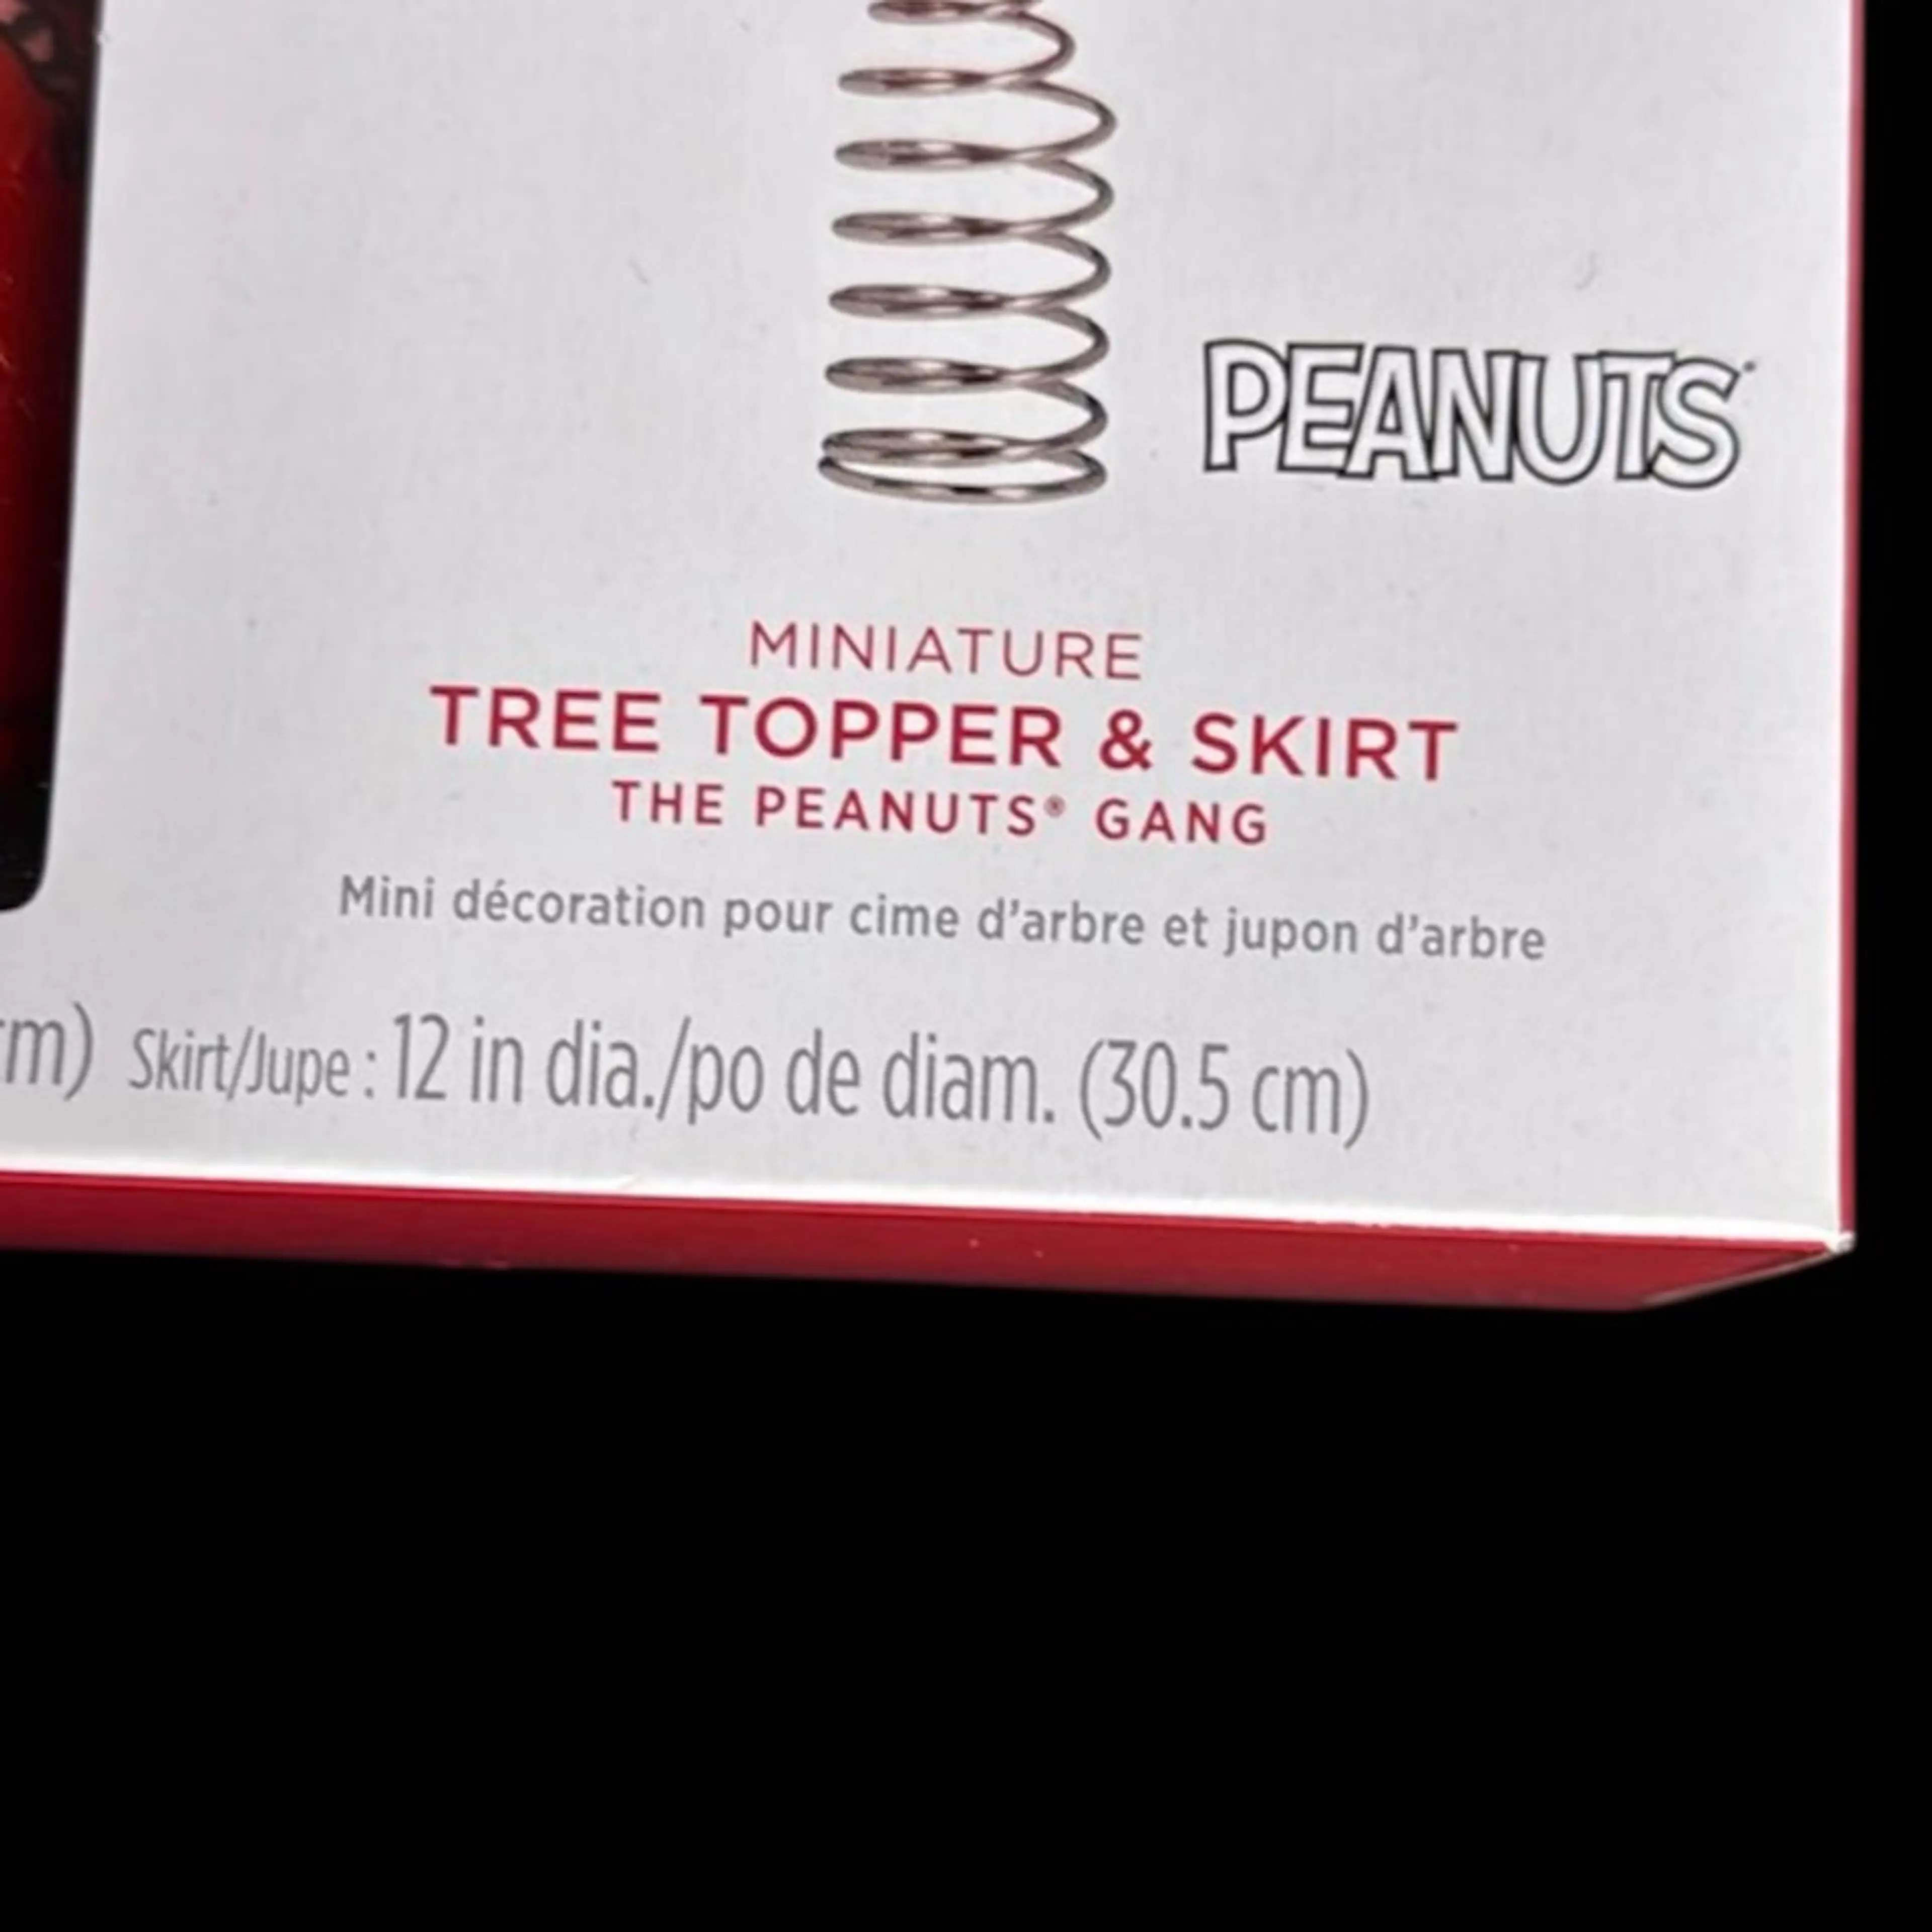 PEANUTS
MINIATURE
TREE TOPPER & SKIRT
THE PEANUTS® GANG
Mini décoration pour cime d'arbre et jupon d'arbre
cm) Skirt/Jupe : 12 in dia./po de diam. (30.5 cm)